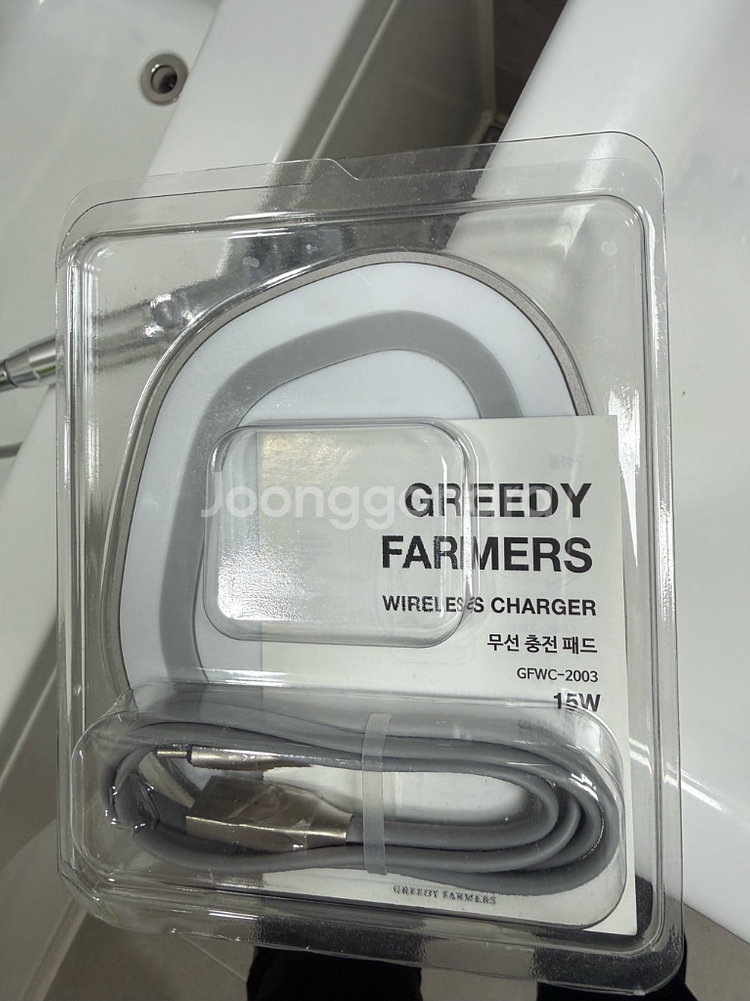 GREEDY
FARMERS
WIRELESS CHARGER
무선 충전 패드
GFWC-2003
15W
GREEDY FARMERS